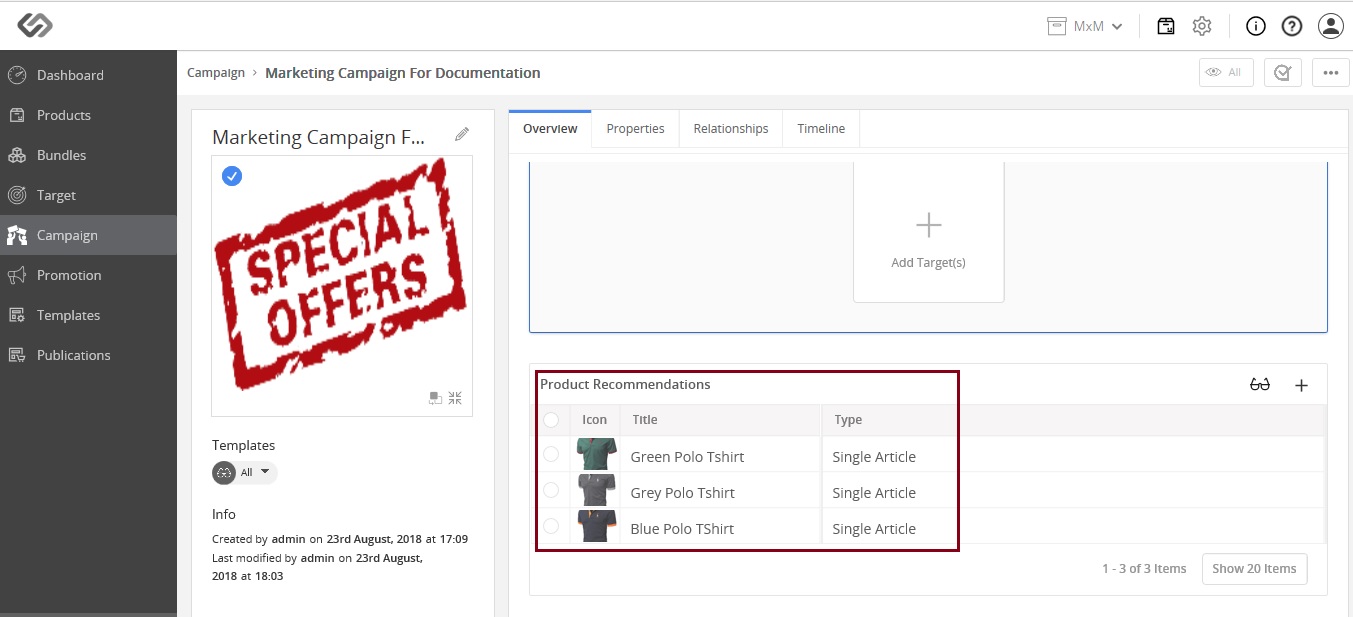 MxM
Dashboard
Products
Bundles
Target
Campaign
Promotion
Templates
Publications
Campaign › Marketing Campaign For Documentation
All
Marketing Campaign F...
SPECIAL
OFFERS
Templates
All
Info
Created by admin on 23rd August, 2018 at 17:09
Last modified by admin on 23rd August,
2018 at 18:03
Overview Properties Relationships Timeline
Add Target(s)
Product Recommendations
Icon Title Type
Green Polo Tshirt Single Article
Grey Polo Tshirt Single Article
Blue Polo TShirt Single Article
1 - 3 of 3 Items Show 20 Items